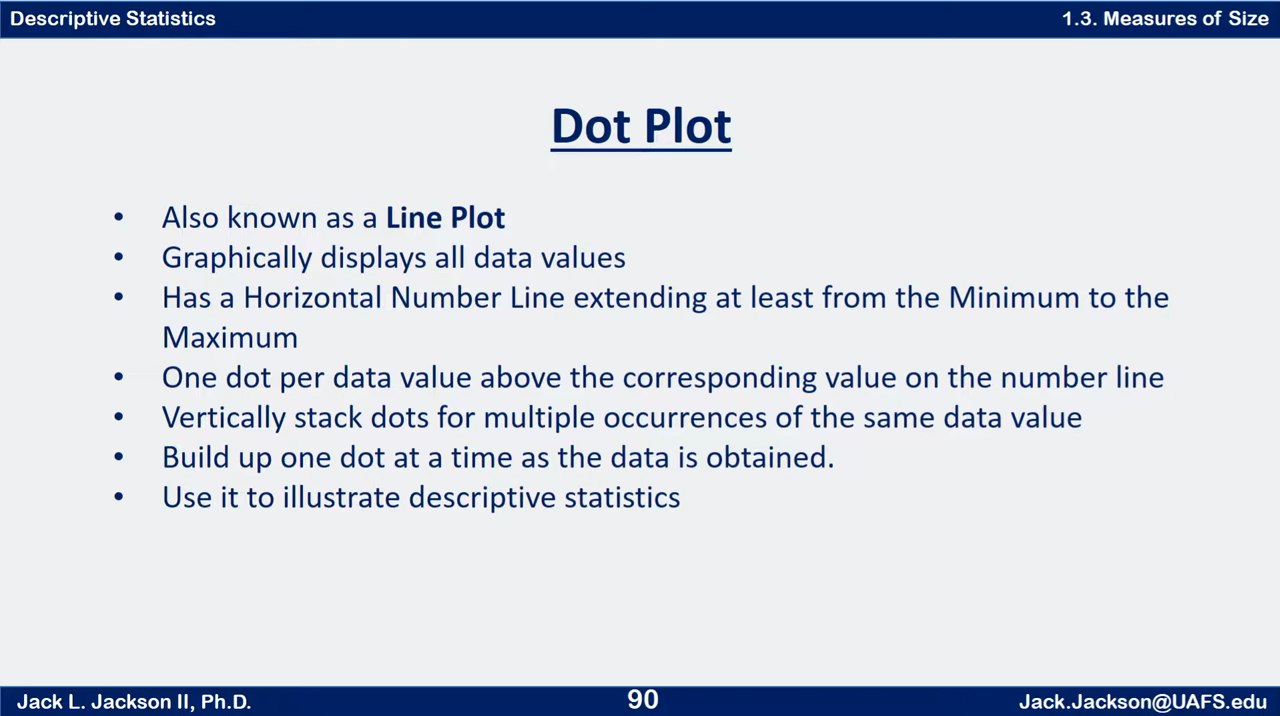 Descriptive Statistics
1.3. Measures of Size
Dot Plot
• Also known as a Line Plot
• Graphically displays all data values
• Has a Horizontal Number Line extending at least from the Minimum to the
Maximum
• One dot per data value above the corresponding value on the number line
• Vertically stack dots for multiple occurrences of the same data value
• Build up one dot at a time as the data is obtained.
• Use it to illustrate descriptive statistics
Jack L. Jackson II, Ph.D.
90
Jack.Jackson@UAFS.edu